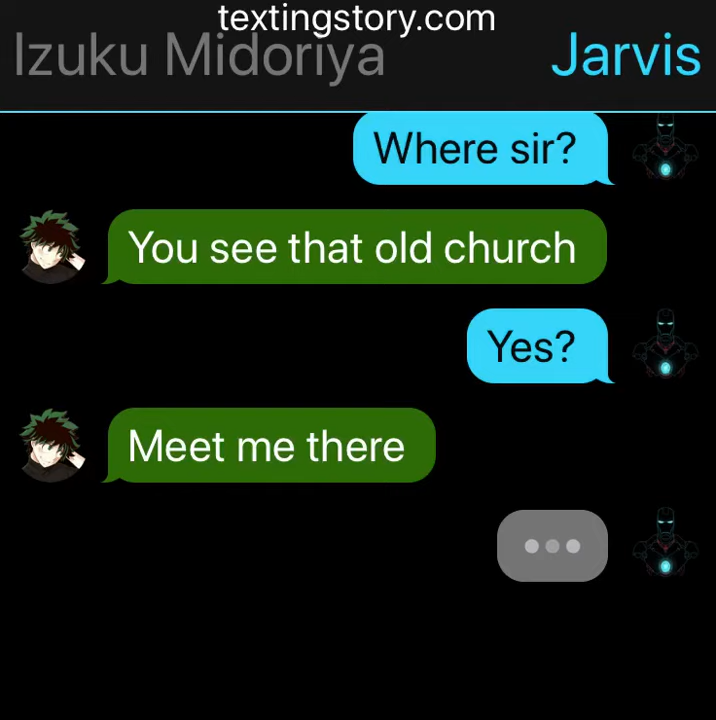 textingstory.com
Izuku Midoriya
Jarvis
Where sir?
You see that old church
Yes?
Meet me there